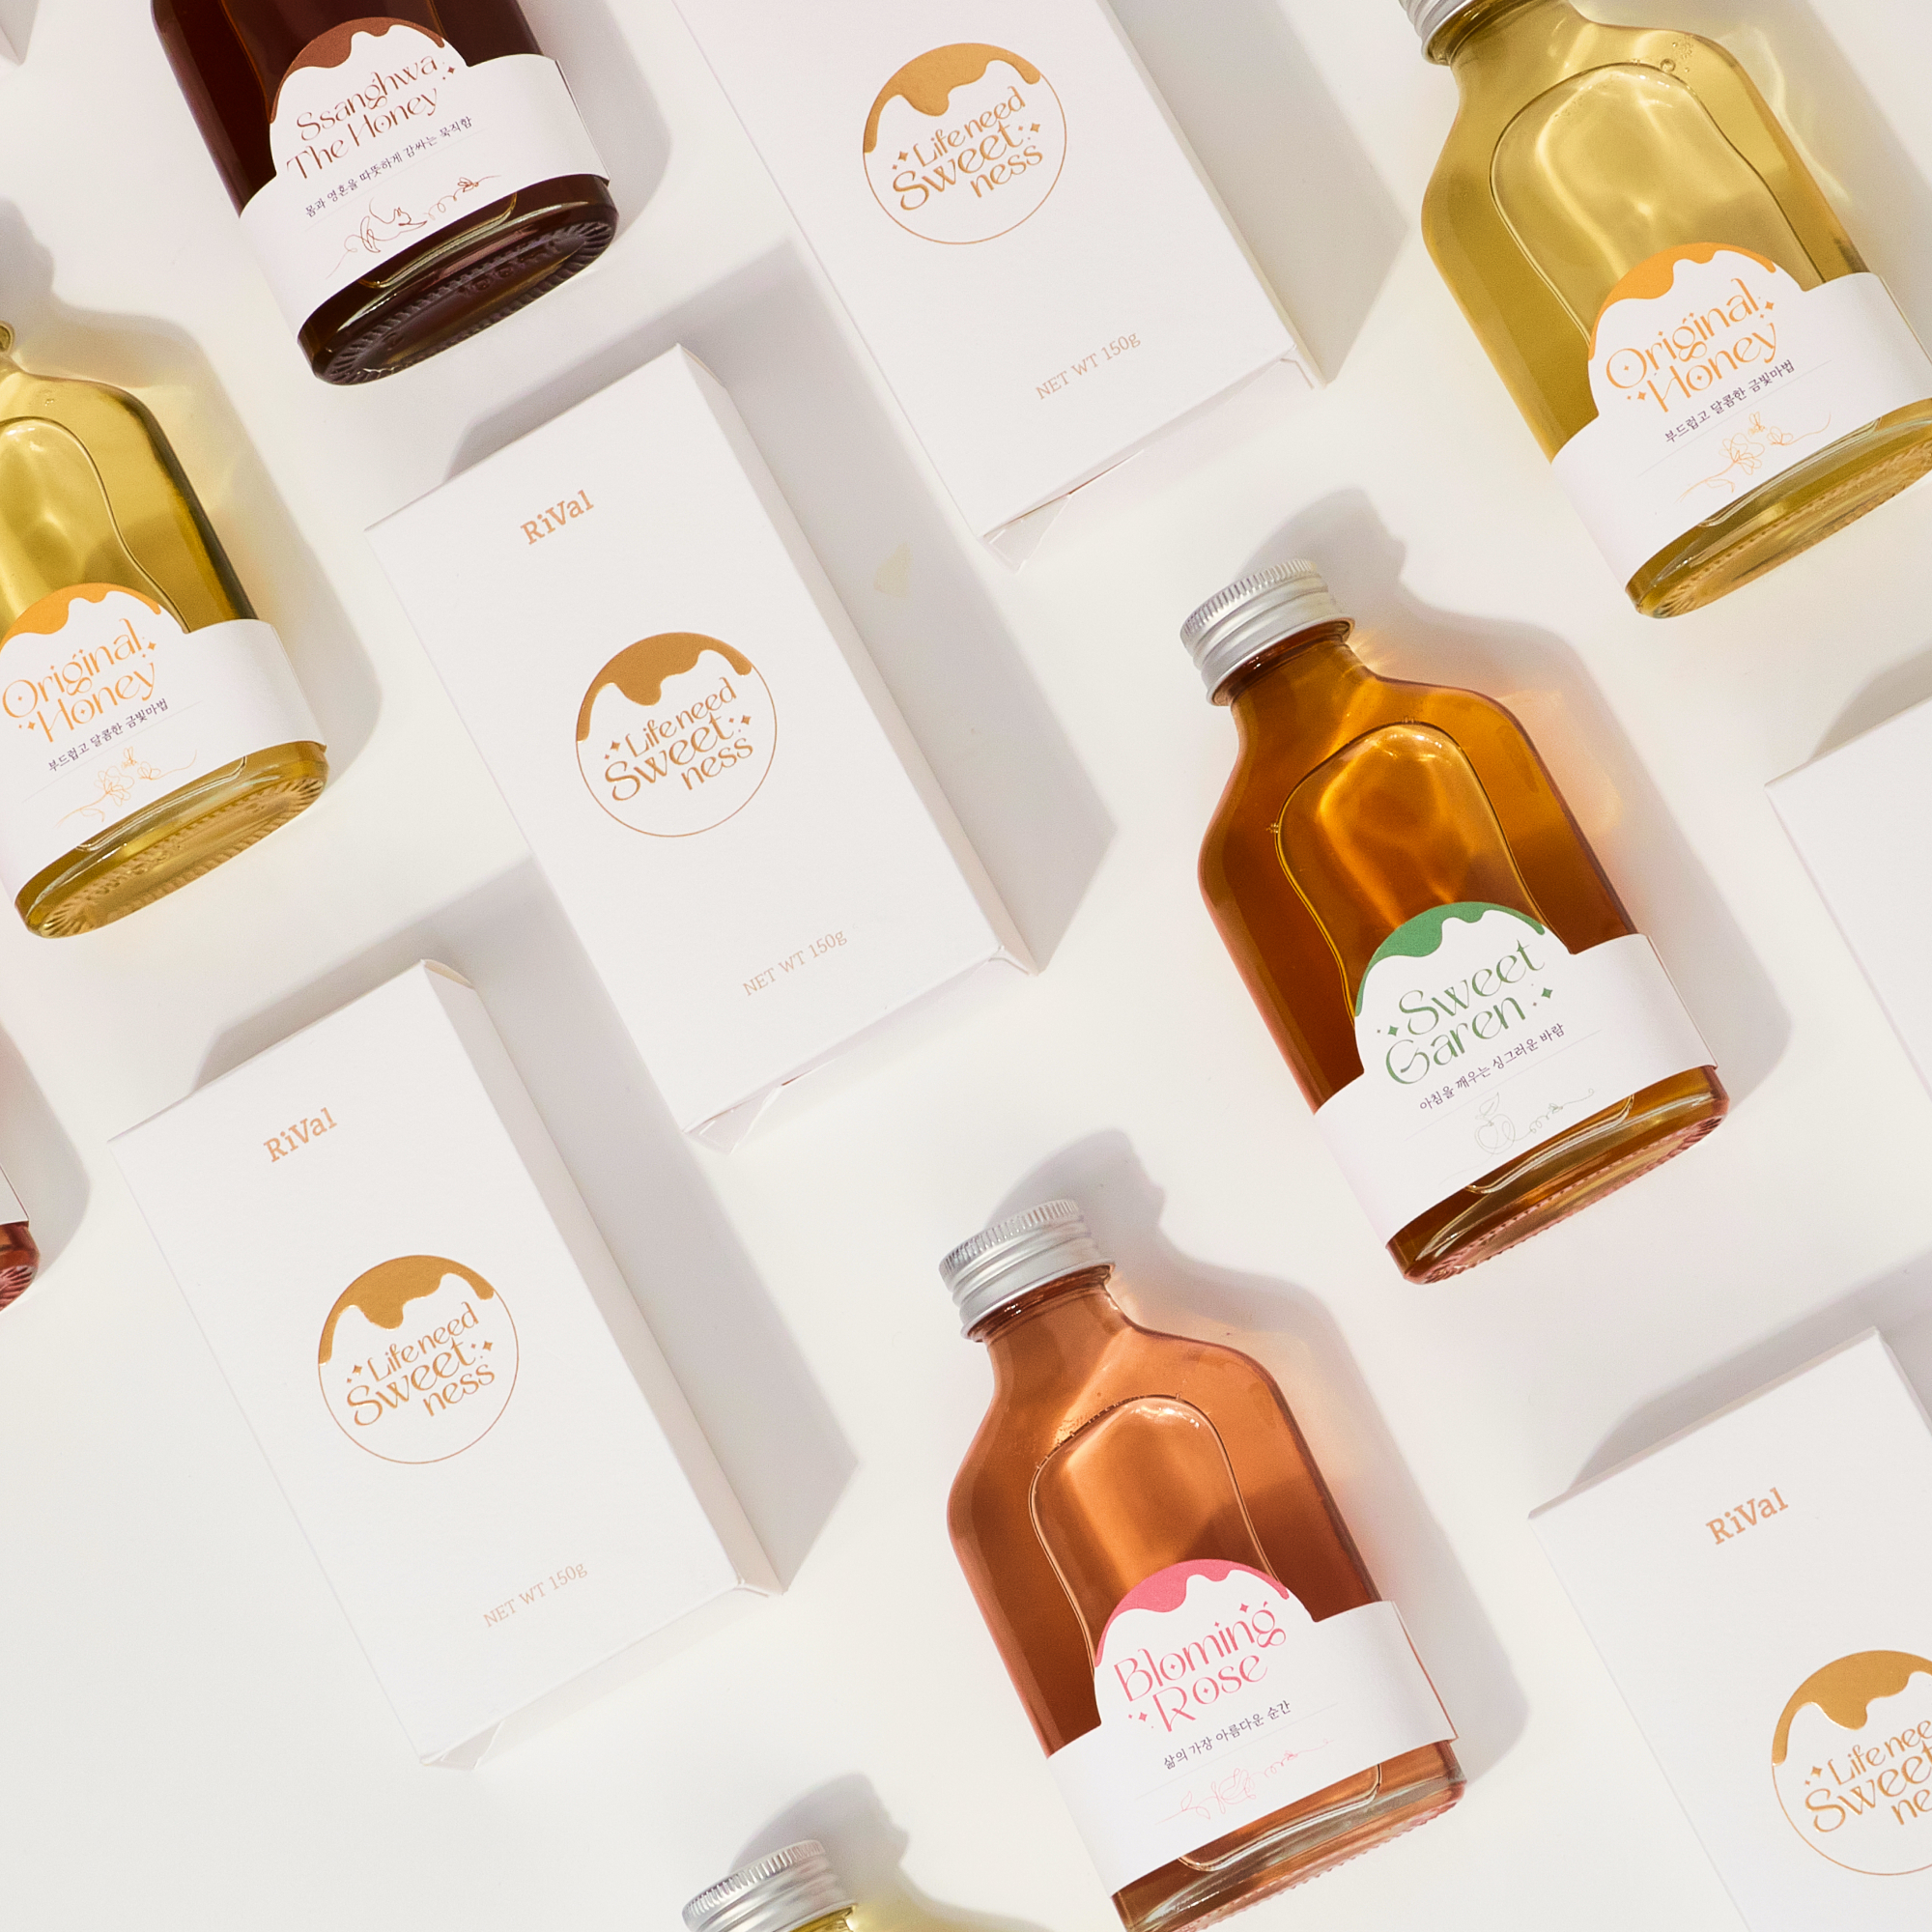 Ssanghwa
The Honey
몸과 영혼을 따뜻하게 감싸는 묵직함
Life need
Sweet
ness
NET WT 150g
Original
Honey
부드럽고 달콤한 금빛마법
Original
Honey
부드럽고 달콤한 금빛마법
RiVal
Life need
Sweet
ness
NET WT 150g
Sweet
Garen
아침을 깨우는 싱그러운 바람
RiVal
Life need
Sweet
ness
NET WT 150g
Bloming
Rose
삶의 가장 아름다운 순간
RiVal
Life nee
Sweet
ne